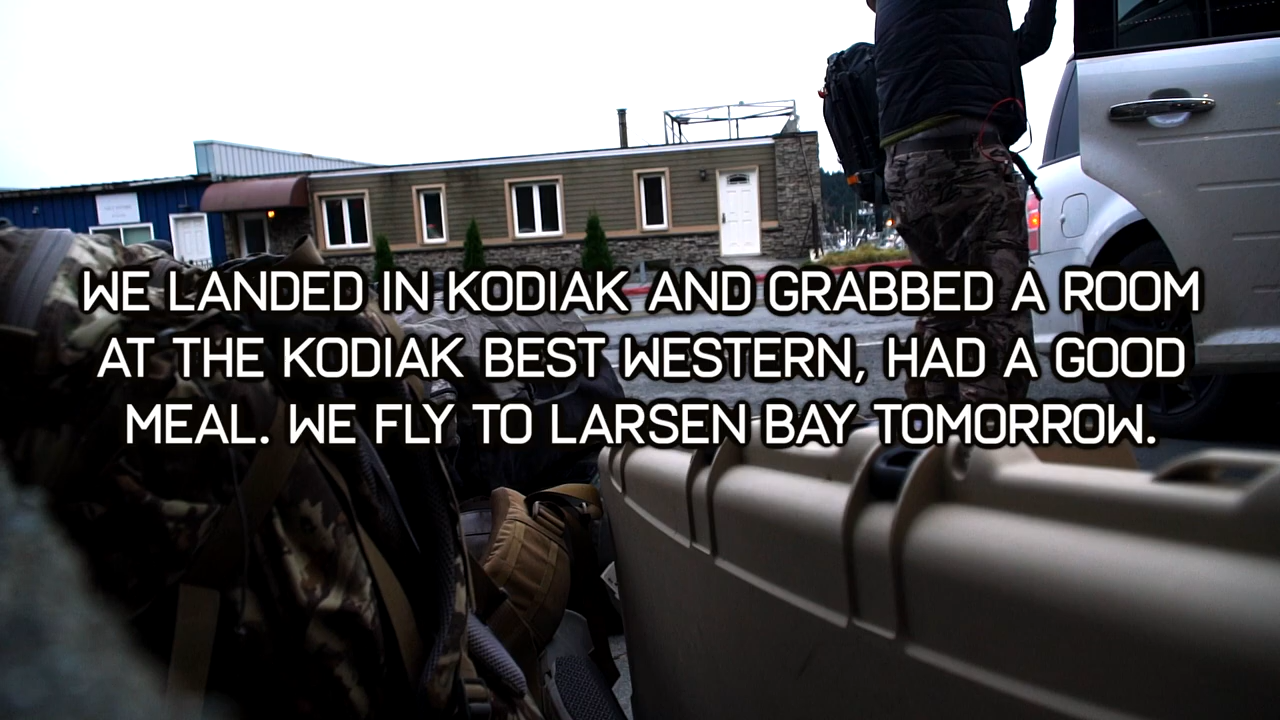 WE LANDED IN KODIAK AND GRABBED A ROOM
AT THE KODIAK BEST WESTERN, HAD A GOOD
MEAL. WE FLY TO LARSEN BAY TOMORROW.